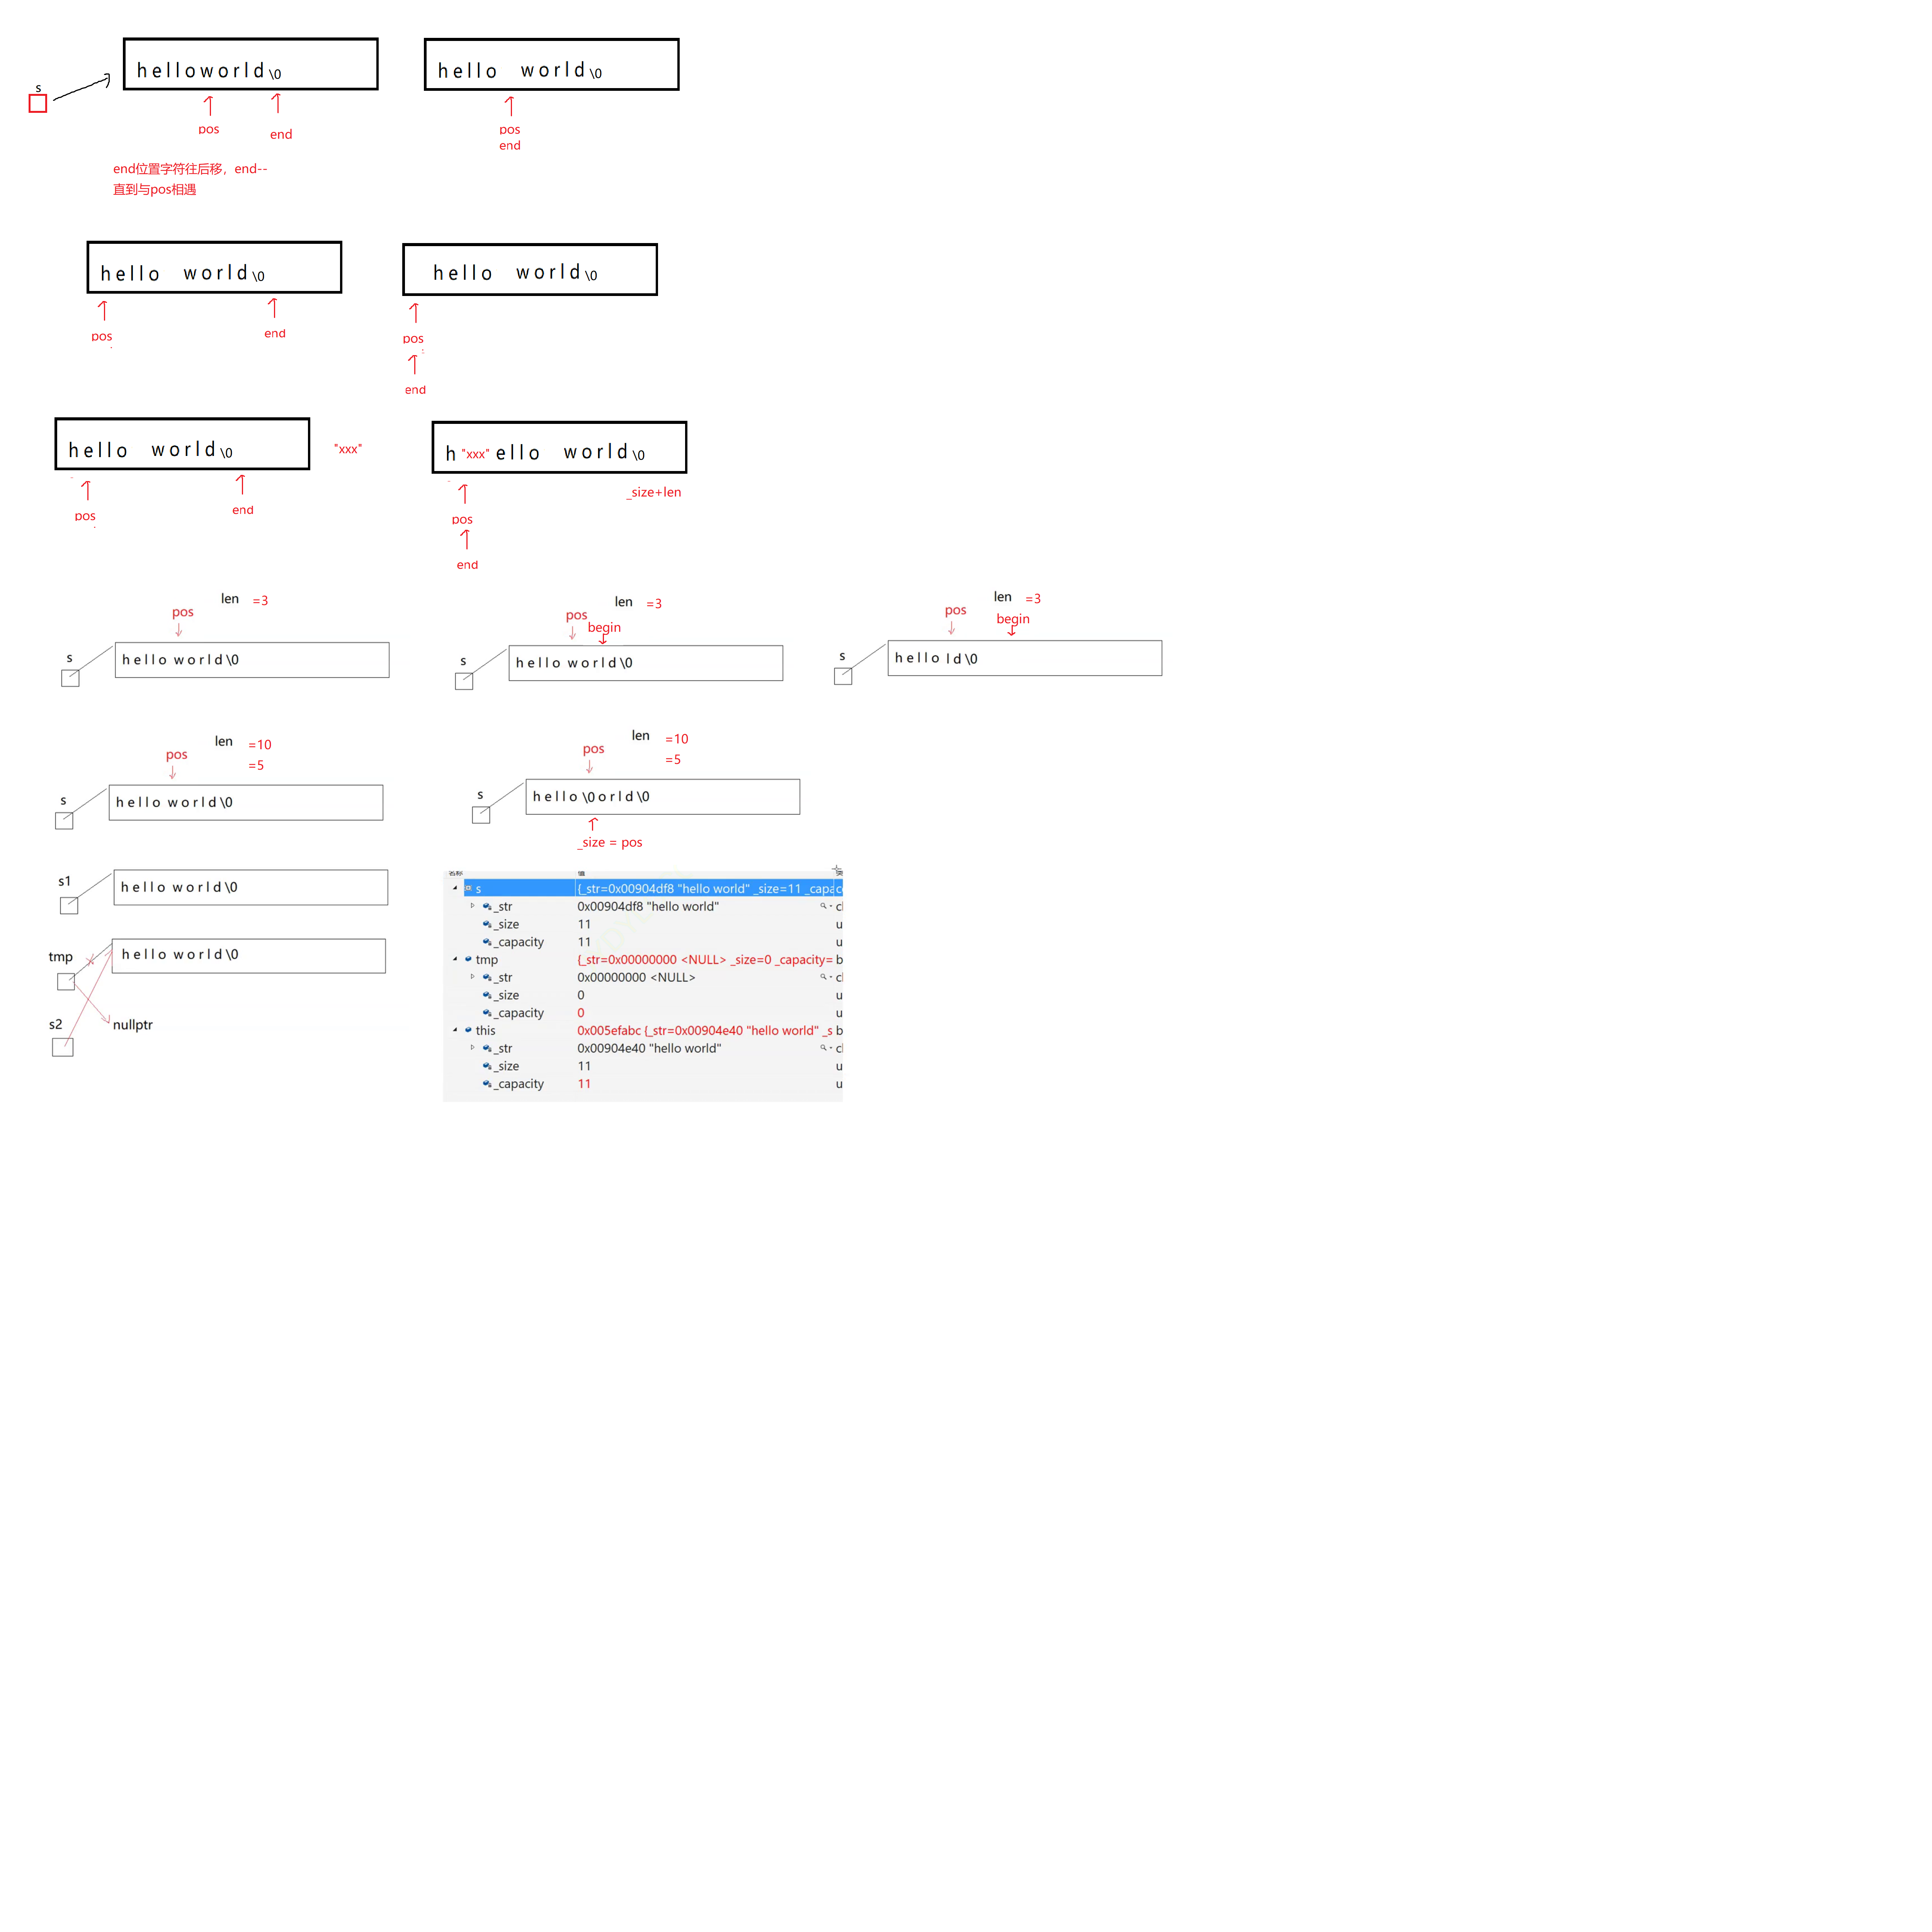 s
helloworld\0
hello world\0
pos
end
pos
end
end位置字符往后移，end--
直到与pos相遇
hello world\0
hello world\0
pos
end
pos
end
hello world\0
"xxx"
h "xxx" ello world\0
pos
end
_size+len
pos
end
len =3
pos
s
hello world\0
len =3
pos
begin
s
hello world\0
len =3
pos
begin
s
hello ld\0
len =10
=5
pos
s
hello world\0
len =10
=5
pos
s
hello \0orld\0
_size = pos
s1
hello world\0
tmp
hello world\0
s2
nullptr
名称 值
s {_str=0x00904df8 "hello world" _size=11 _capa
_str 0x00904df8 "hello world"
_size 11 u
_capacity 11 u
tmp {_str=0x00000000 <NULL> _size=0 _capacity= b
_str 0x00000000 <NULL>
_size 0 u
_capacity 0 u
this 0x005efabc {_str=0x00904e40 "hello world" _s b
_str 0x00904e40 "hello world"
_size 11 u
_capacity 11 u